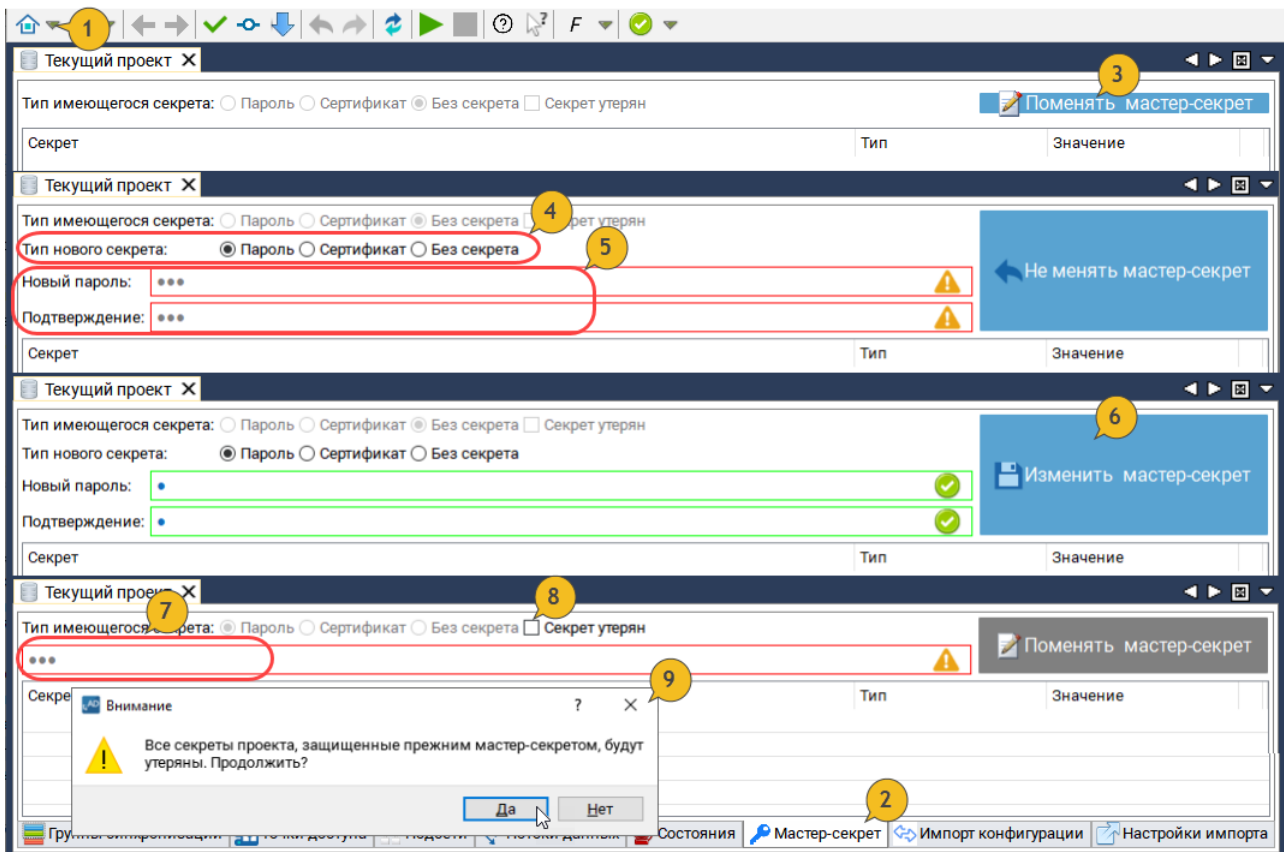 1
F
Текущий проект
3
Тип имеющегося секрета: Пароль Сертификат Без секрета Секрет утерян
Поменять мастер-секрет
Секрет Тип Значение
Текущий проект
4
Тип имеющегося секрета: Пароль Сертификат Без секрета
утерян
Тип нового секрета: Пароль Сертификат Без секрета
5
Новый пароль:
Не менять мастер-секрет
Подтверждение:
Секрет Тип Значение
Текущий проект
6
Тип имеющегося секрета: Пароль Сертификат Без секрета Секрет утерян
Тип нового секрета: Пароль Сертификат Без секрета
Изменить мастер-секрет
Новый пароль:
Подтверждение:
Секрет Тип Значение
Текущий проект
7
8
Тип имеющегося секрета: Пароль Сертификат Без секрета Секрет утерян
Поменять мастер-секрет
9
Тип Значение
Внимание
Все секреты проекта, защищенные прежним мастер-секретом, будут
утеряны. Продолжить?
Да Нет
2
Состояния Мастер-секрет Импорт конфигурации Настройки импорта